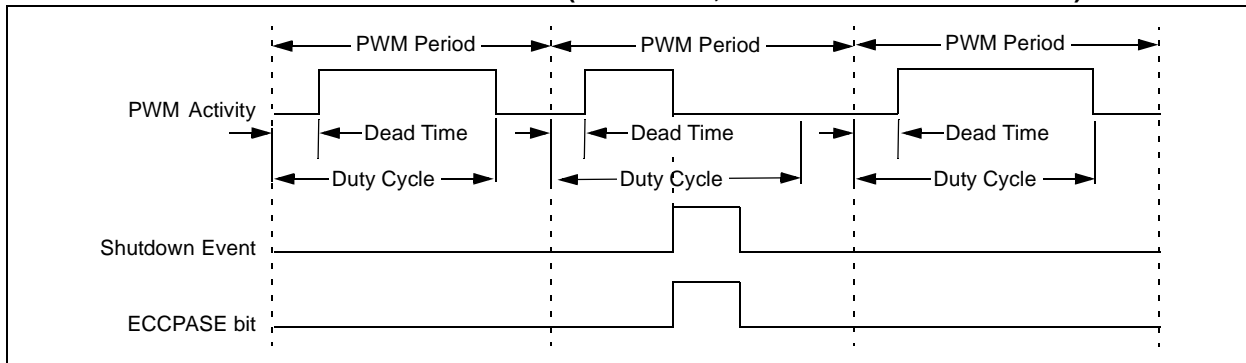 PWM Period PWM Period PWM Period
PWM Activity
Dead Time Dead Time Dead Time
Duty Cycle Duty Cycle Duty Cycle
Shutdown Event
ECCPASE bit